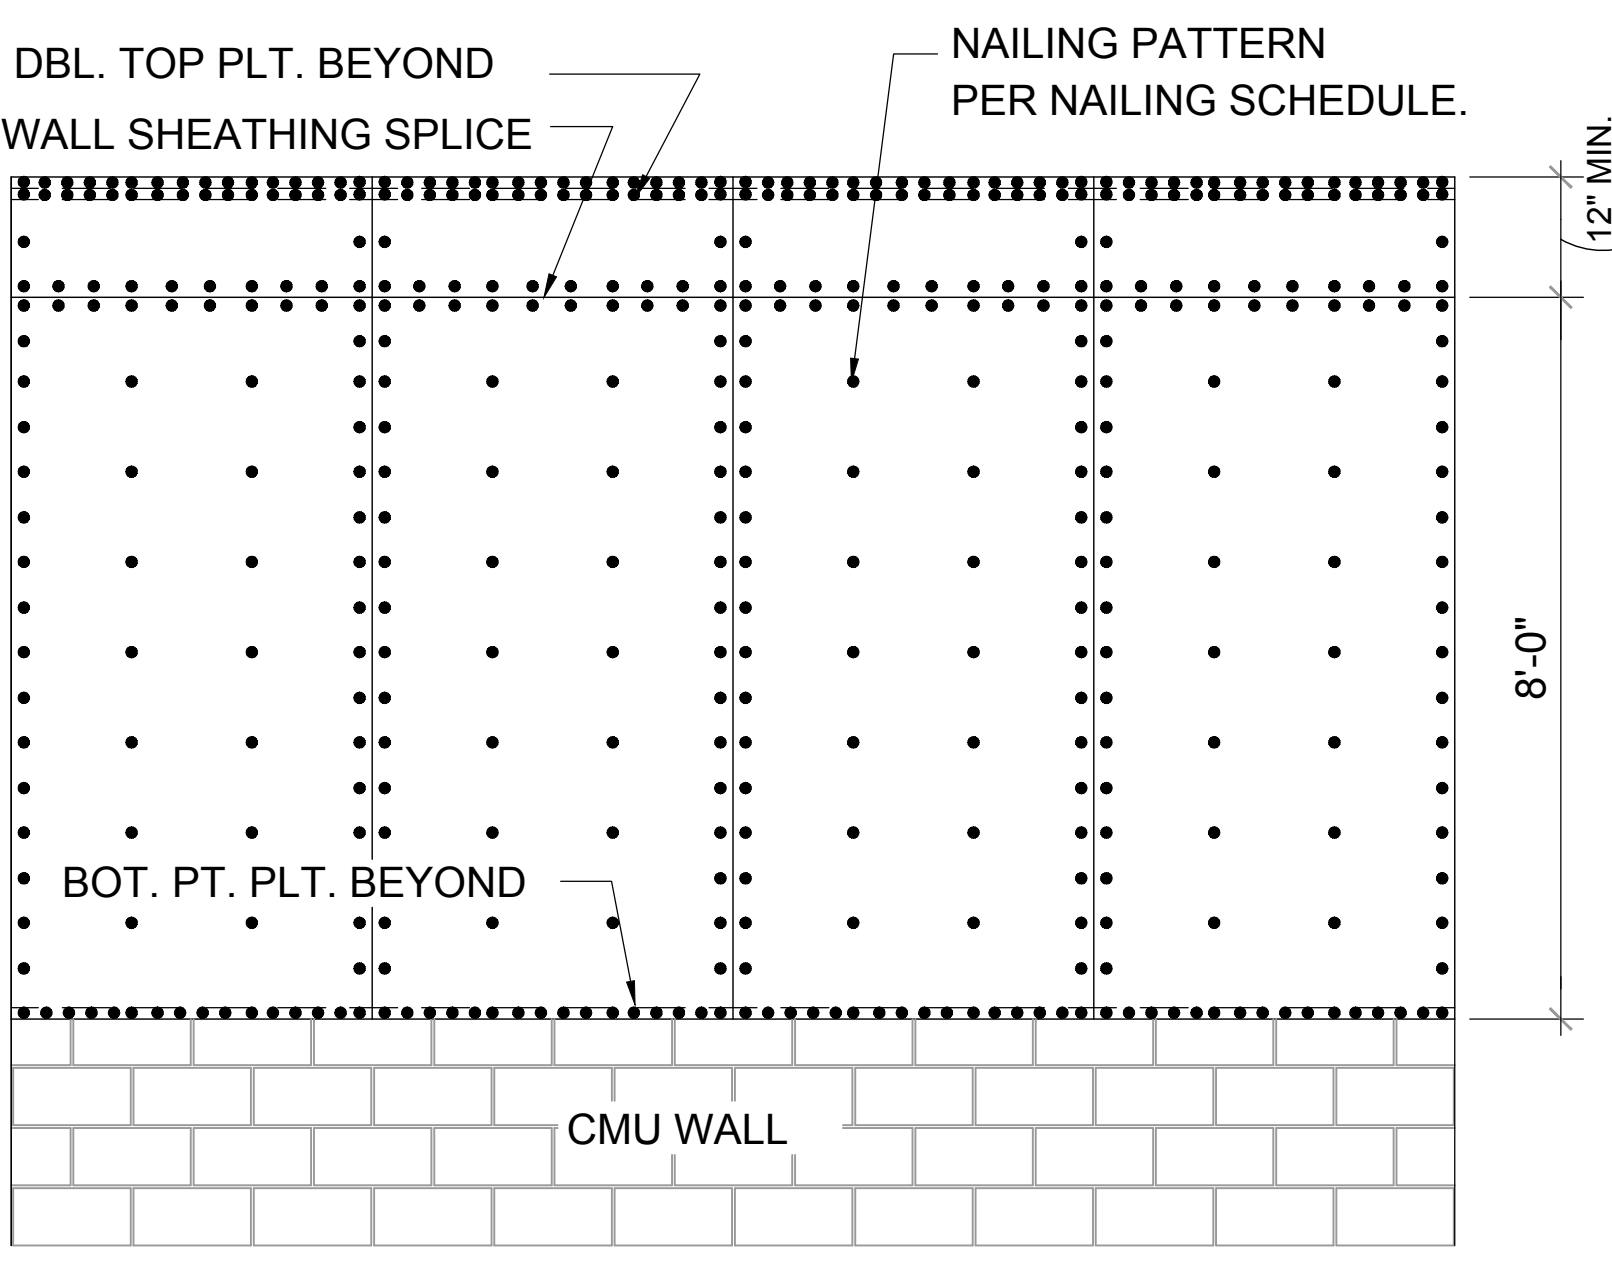 DBL. TOP PLT. BEYOND
WALL SHEATHING SPLICE
NAILING PATTERN
PER NAILING SCHEDULE.
12" MIN.
8'-0"
BOT. PT. PLT. BEYOND
CMU WALL